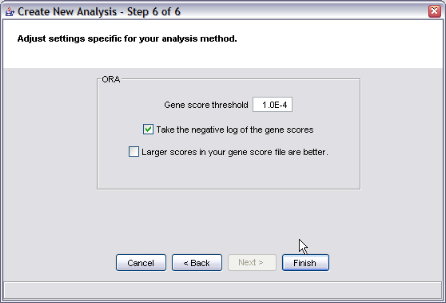 Create New Analysis - Step 6 of 6
Adjust settings specific for your analysis method.
ORA
Gene score threshold 1.0E-4
Take the negative log of the gene scores
Larger scores in your gene score file are better.
Cancel < Back Next > Finish